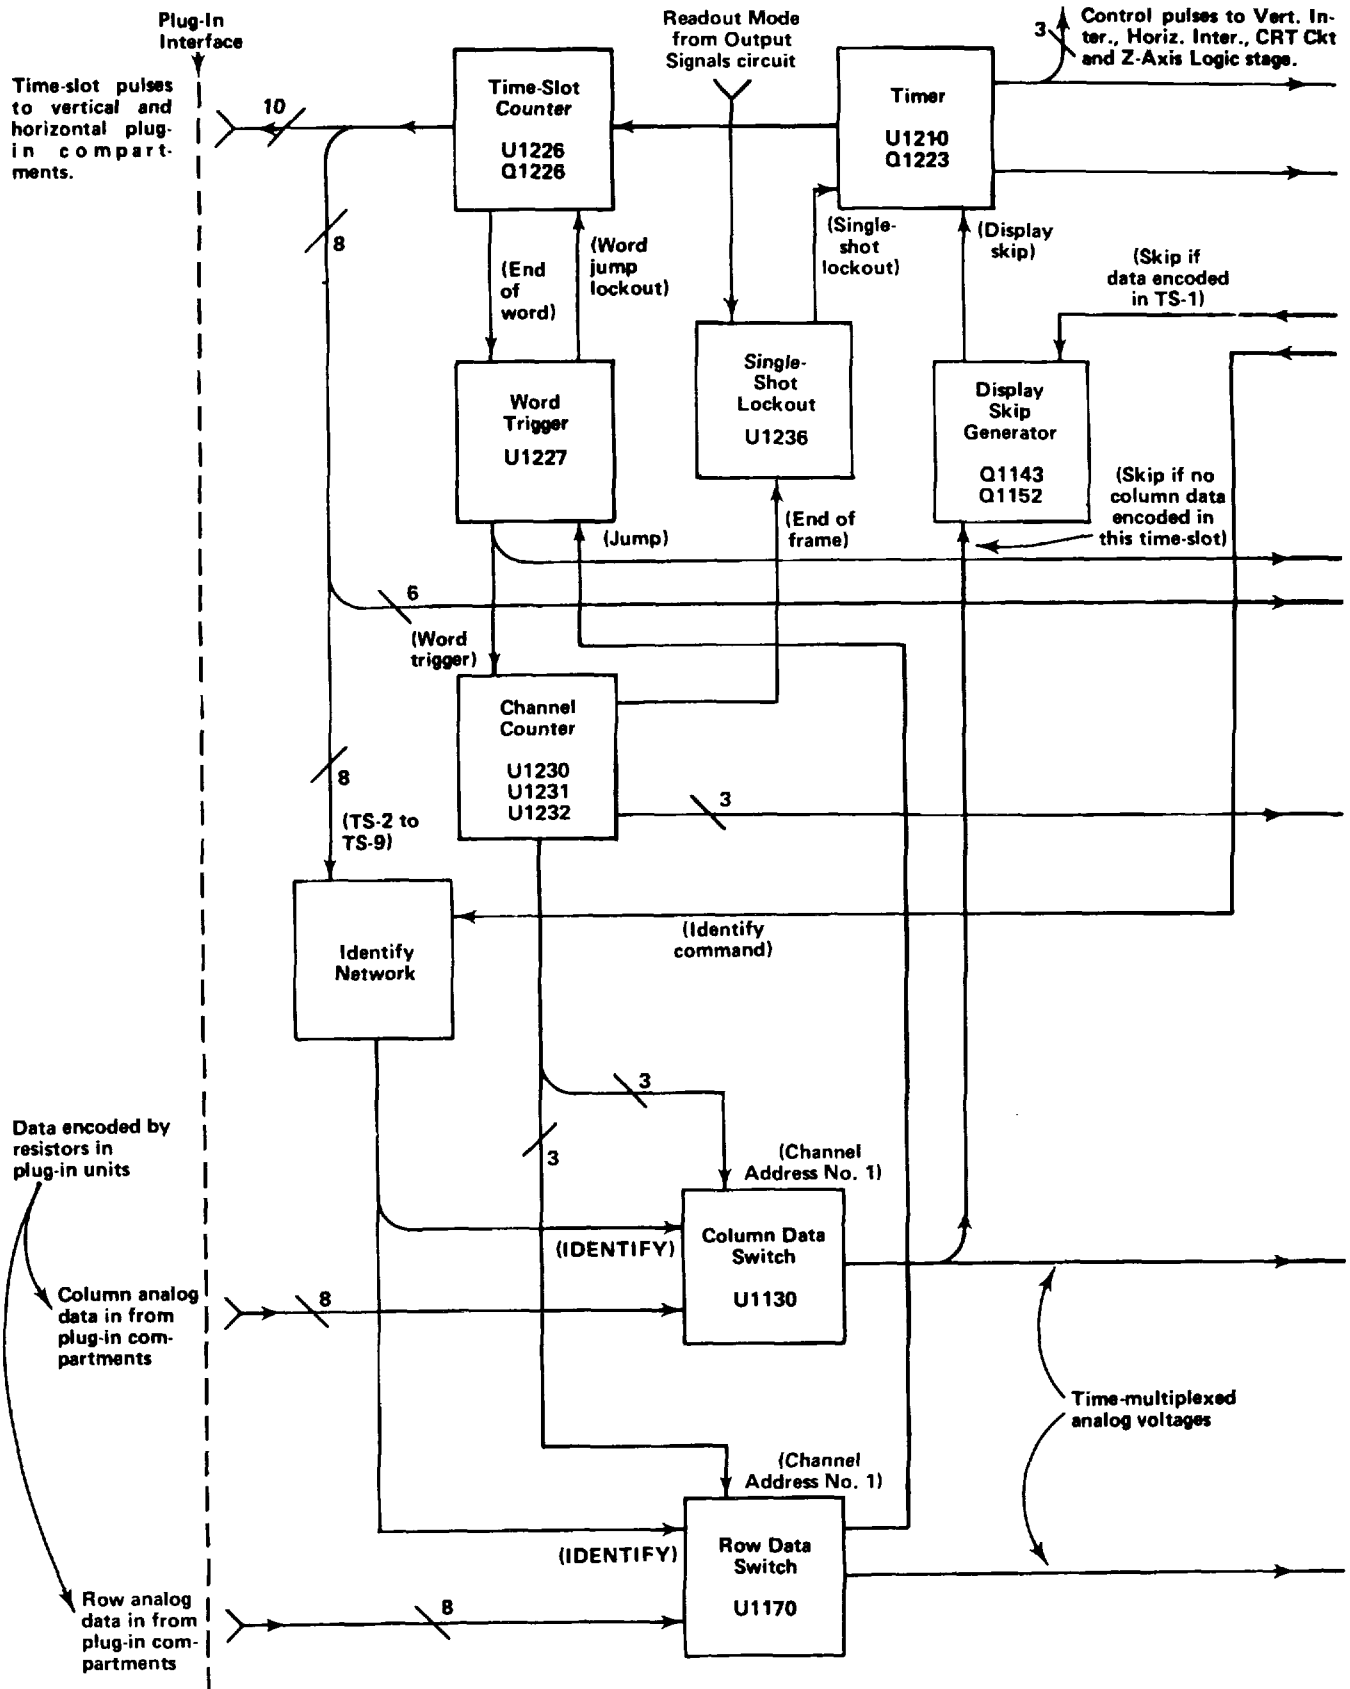 Plug-In
Interface
Time-slot pulses
to vertical and
horizontal plug-
in compart-
ments.
10
8
Time-Slot
Counter
U1226
Q1226
Readout Mode
from Output
Signals circuit
Timer
U1210
Q1223
3
Control pulses to Vert. In-
ter., Horiz. Inter., CRT Ckt
and Z-Axis Logic stage.
(End
of
word)
(Word
jump
lockout)
(Single-
shot
lockout)
(Display
skip)
(Skip if
data encoded
in TS-1)
Word
Trigger
U1227
Single-
Shot
Lockout
U1236
Display
Skip
Generator
Q1143
Q1152
(Skip if no
column data
encoded in
this time-slot)
(Jump)
(End of
frame)
6
(Word
trigger)
Channel
Counter
U1230
U1231
U1232
3
8
(TS-2 to
TS-9)
Identify
Network
(Identify
command)
3
3
Data encoded by
resistors in
plug-in units
(Channel
Address No. 1)
Column Data
Switch
U1130
(IDENTIFY)
Column analog
data in from
plug-in com-
partments
8
Time-multiplexed
analog voltages
(Channel
Address No. 1)
Row Data
Switch
U1170
(IDENTIFY)
Row analog
data in from
plug-in com-
partments
8